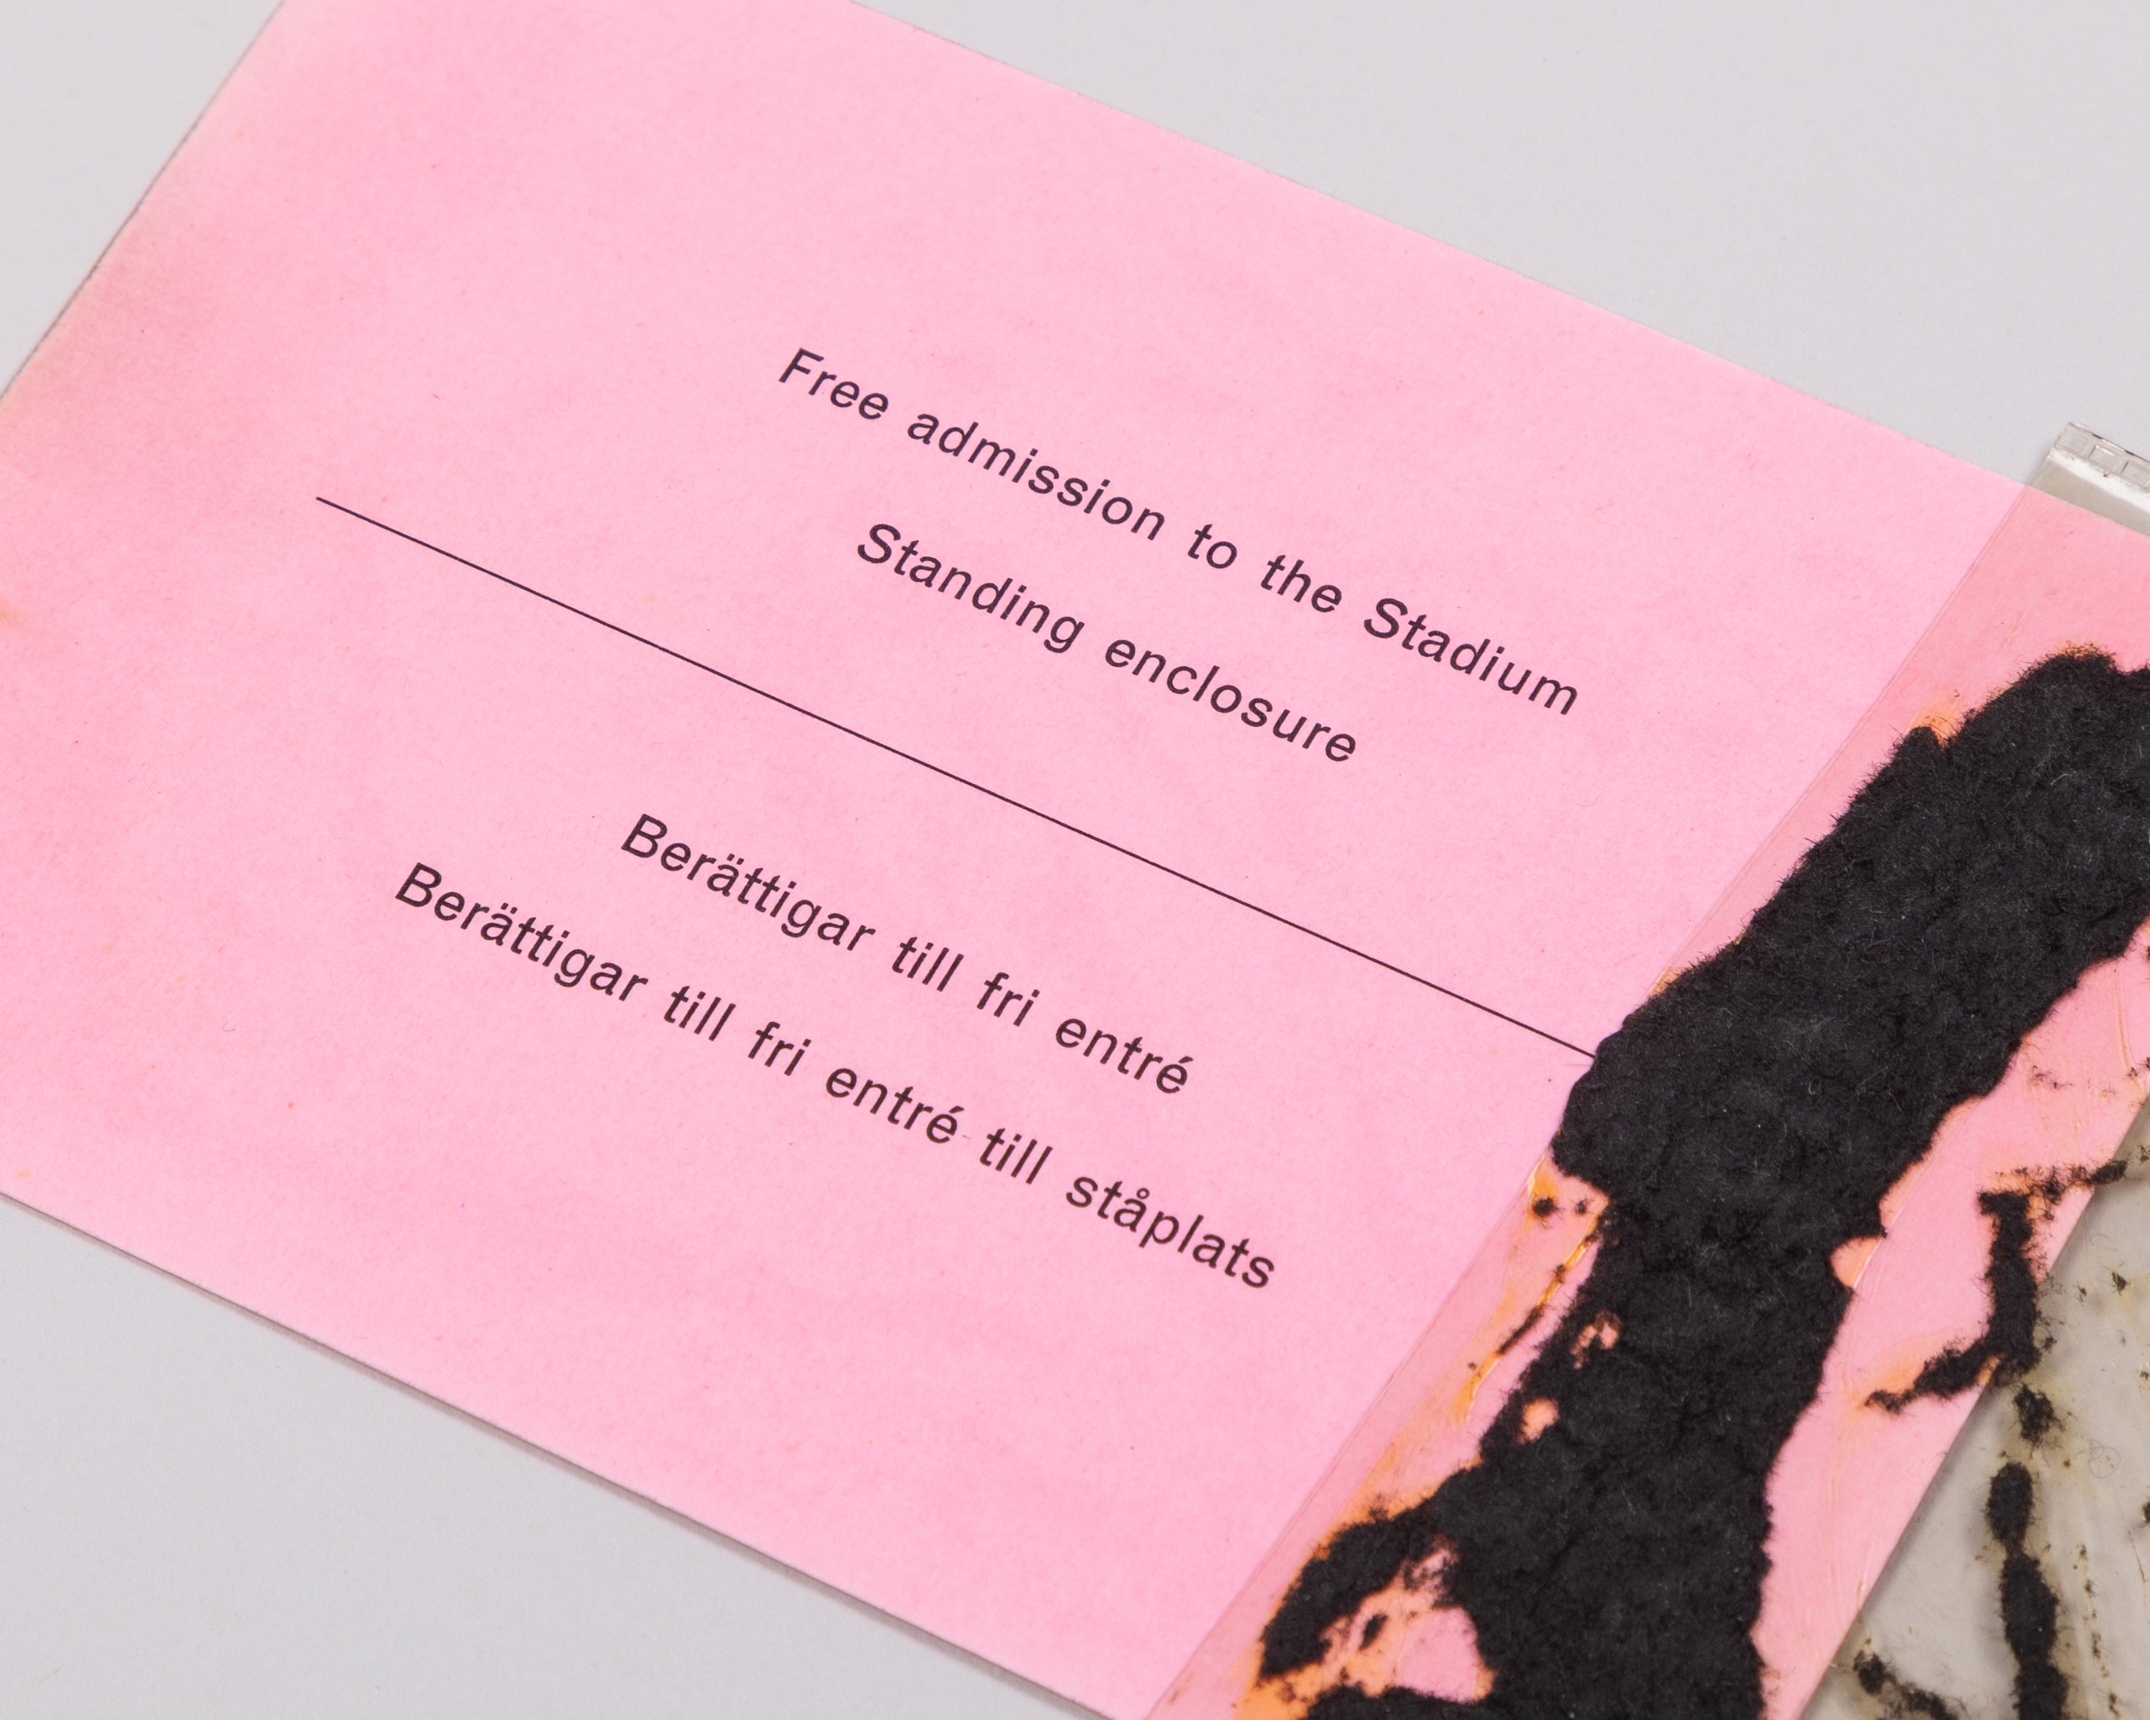 Free admission to the Stadium
Standing enclosure
Berättigar till fri entré
Berättigar till fri entré till ståplats